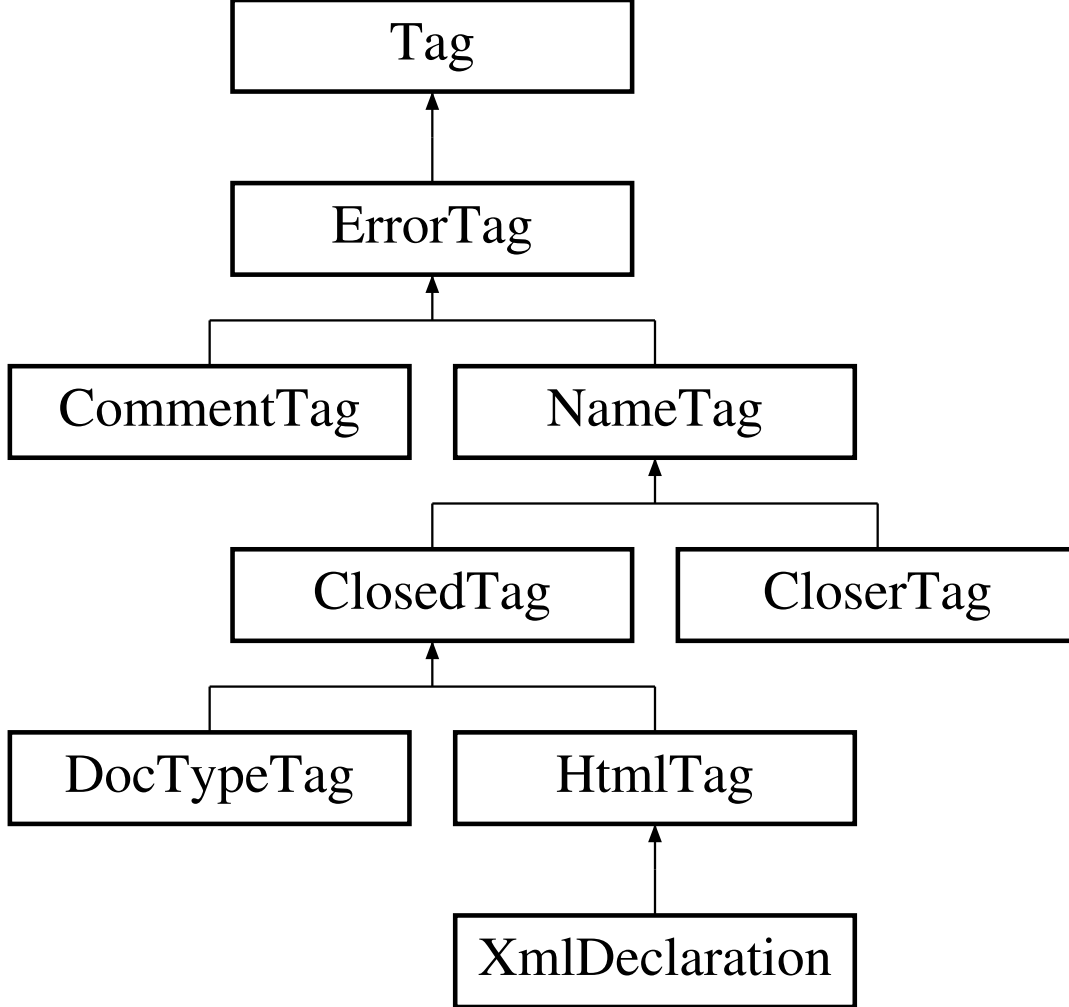 Tag
ErrorTag
CommentTag
NameTag
ClosedTag
CloserTag
DocTypeTag
HtmlTag
XmlDeclaration